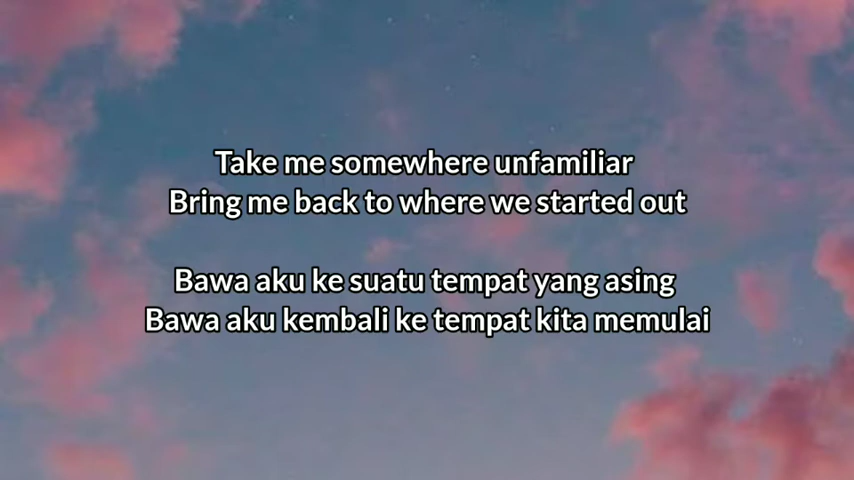 Take me somewhere unfamiliar
Bring me back to where we started out
Bawa aku ke suatu tempat yang asing
Bawa aku kembali ke tempat kita memulai